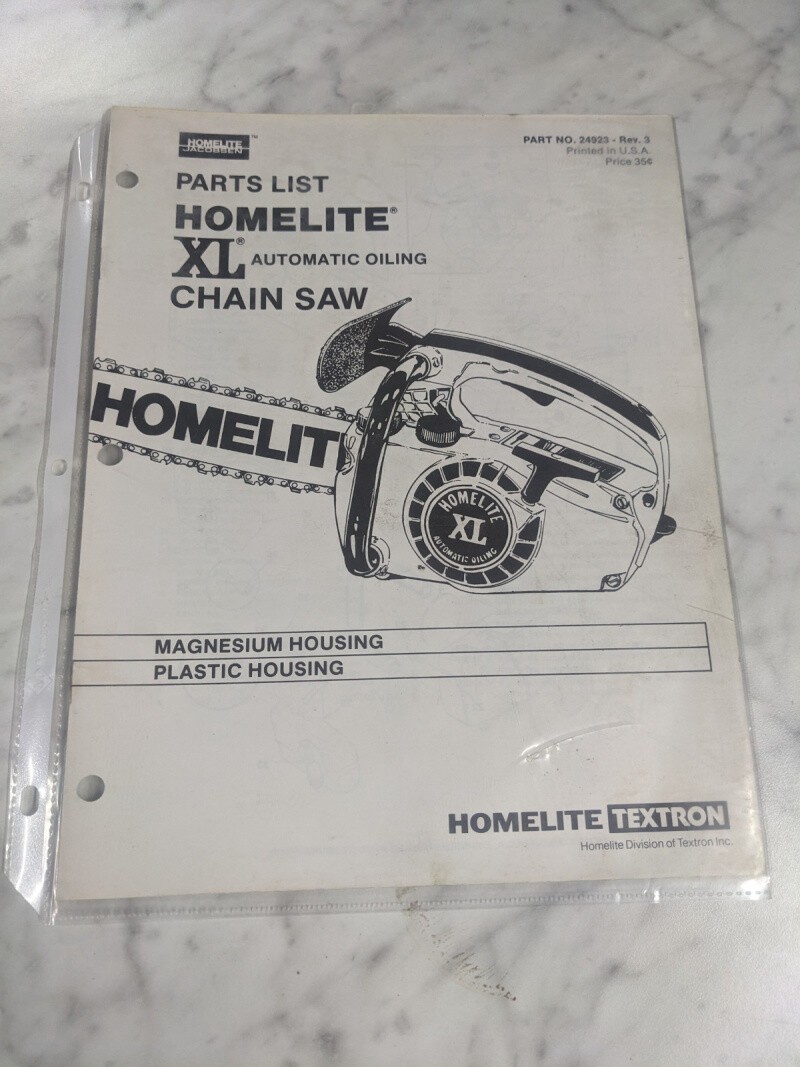 HOMELITE™
JACOBSEN
PART NO. 24923 - Rev. 3
Printed in U.S.A.
Price 35¢
PARTS LIST
HOMELITE®
XL® AUTOMATIC OILING
CHAIN SAW
HOMELIT
HOMELITE
XL
AUTOMATIC OILING
MAGNESIUM HOUSING
PLASTIC HOUSING
HOMELITE TEXTRON
Homelite Division of Textron Inc.